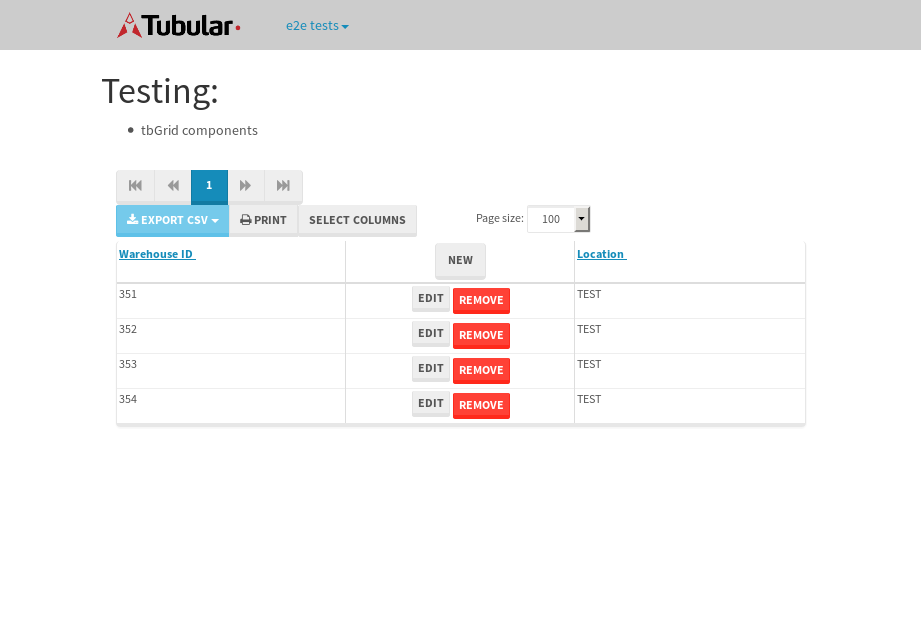 Tubular
e2e tests
Testing:
tbGrid components
1
EXPORT CSV PRINT SELECT COLUMNS Page size: 100
Warehouse ID NEW Location
351 EDIT REMOVE TEST
352 EDIT REMOVE TEST
353 EDIT REMOVE TEST
354 EDIT REMOVE TEST